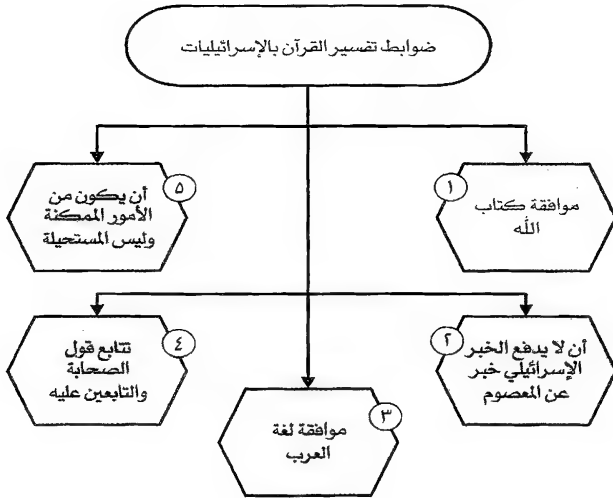 ضوابط تفسير القرآن بالإسرائيليات
١
موافقة كتاب
الله
٢
أن لا يدفع الخبر
الإسرائيلي خبر
عن المعصوم
٣
موافقة لغة
العرب
٤
تتابع قول
الصحابة
والتابعين عليه
٥
أن يكون من
الأمور الممكنة
وليس المستحيلة